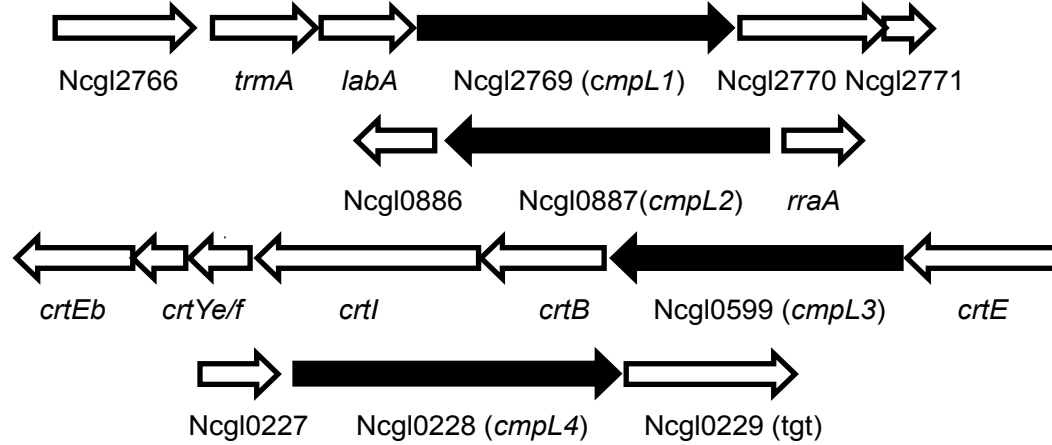 Ncgl2766 trmA labA Ncgl2769 (cmpL1) Ncgl2770 Ncgl2771
Ncgl0886 Ncgl0887(cmpL2) rraA
crtEb crtYe/f crtI crtB Ncgl0599 (cmpL3) crtE
Ncgl0227 Ncgl0228 (cmpL4) Ncgl0229 (tgt)